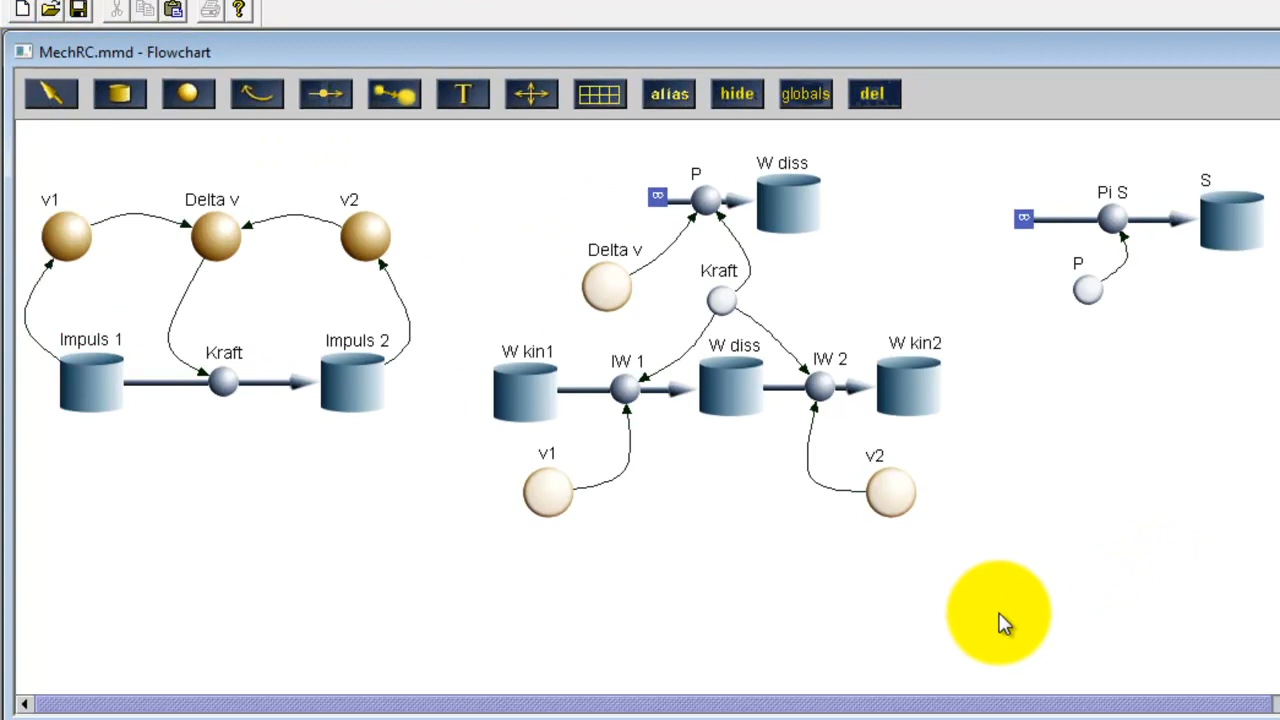 MechRC.mmd - Flowchart
T
alias
hide
globals
del
v1
Delta v
v2
Impuls 1
Kraft
Impuls 2
P
W diss
Delta v
Kraft
W kin1
IW 1
W diss
IW 2
W kin2
v1
v2
Pi S
S
P